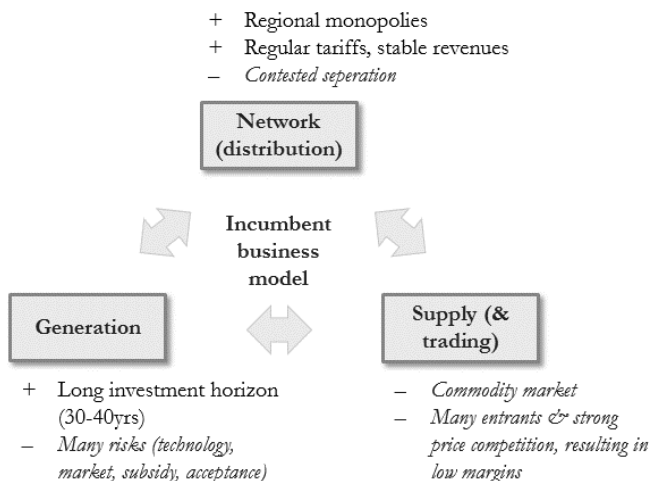 + Regional monopolies
+ Regular tariffs, stable revenues
– Contested seperation
Network
(distribution)
Incumbent
business
model
Generation
Supply (&
trading)
+ Long investment horizon
(30-40yrs)
– Many risks (technology,
market, subsidy, acceptance)
– Commodity market
– Many entrants & strong
price competition, resulting in
low margins